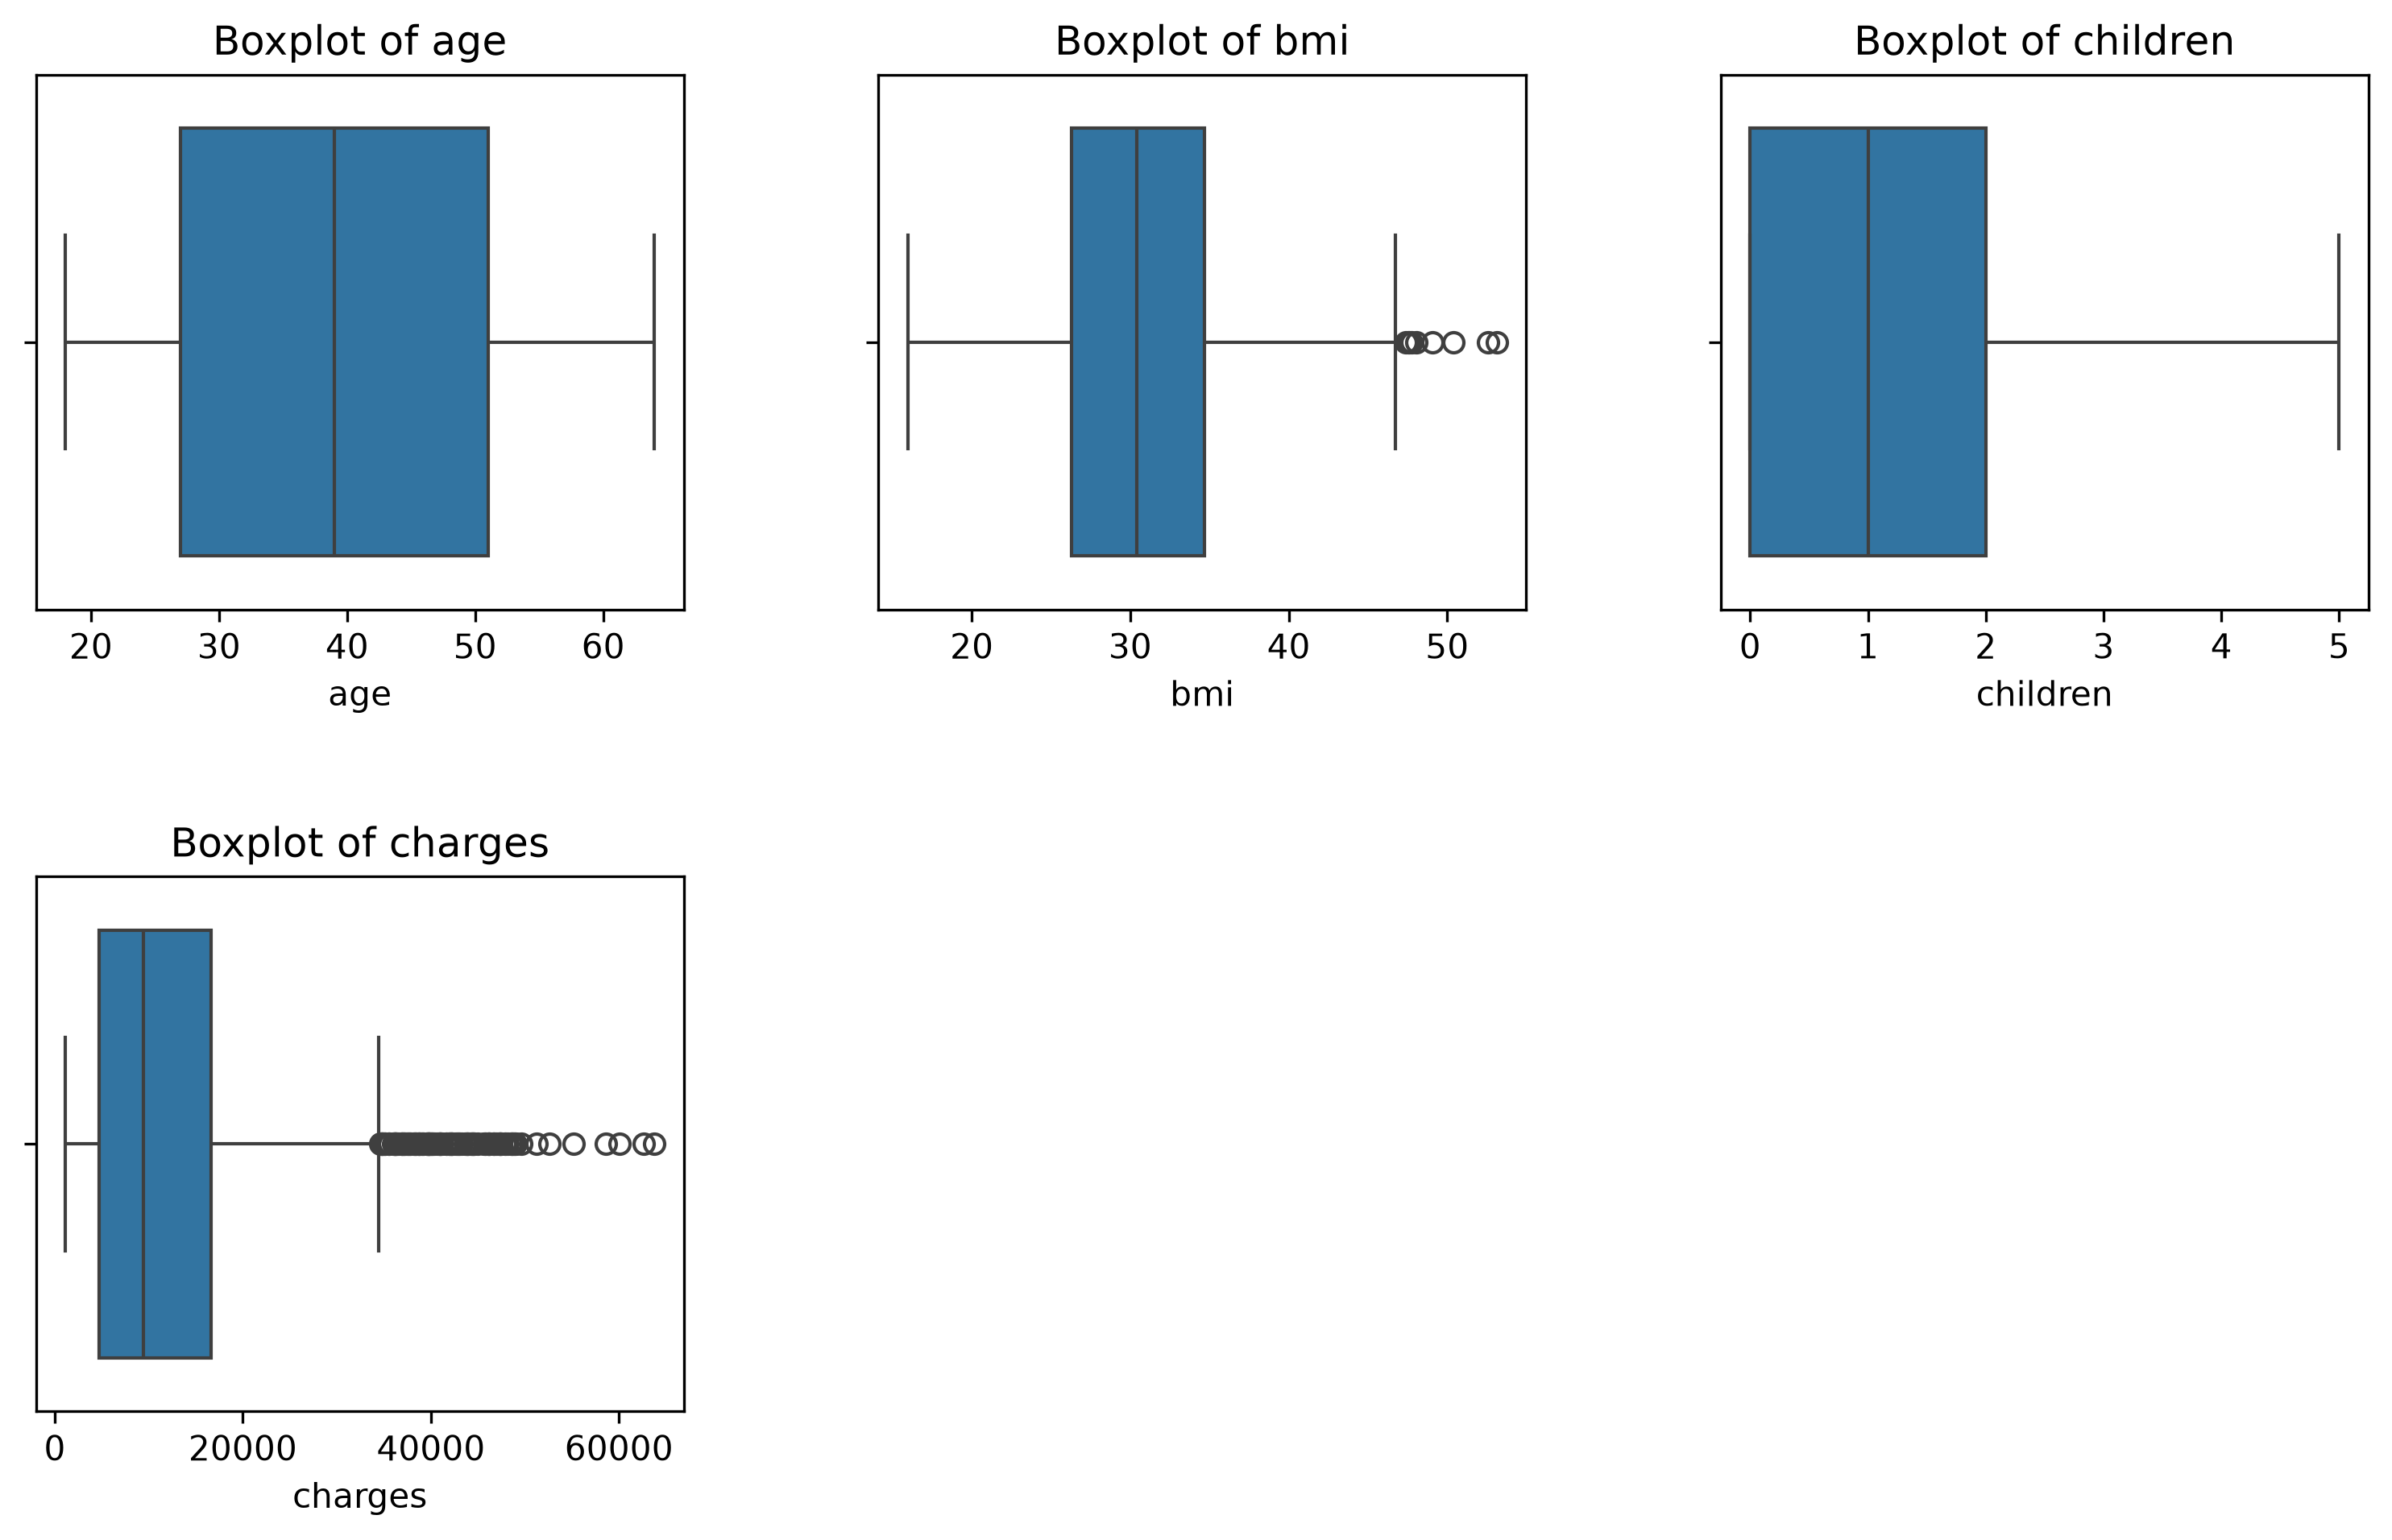 Boxplot of age
20 30 40 50 60
age
Boxplot of bmi
20 30 40 50
bmi
Boxplot of children
0 1 2 3 4 5
children
Boxplot of charges
0 20000 40000 60000
charges